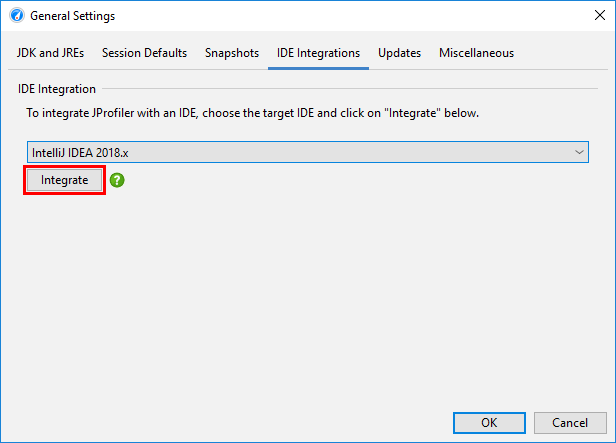 General Settings
JDK and JREs Session Defaults Snapshots IDE Integrations Updates Miscellaneous
IDE Integration
To integrate JProfiler with an IDE, choose the target IDE and click on "Integrate" below.
IntelliJ IDEA 2018.x
Integrate ?
OK Cancel